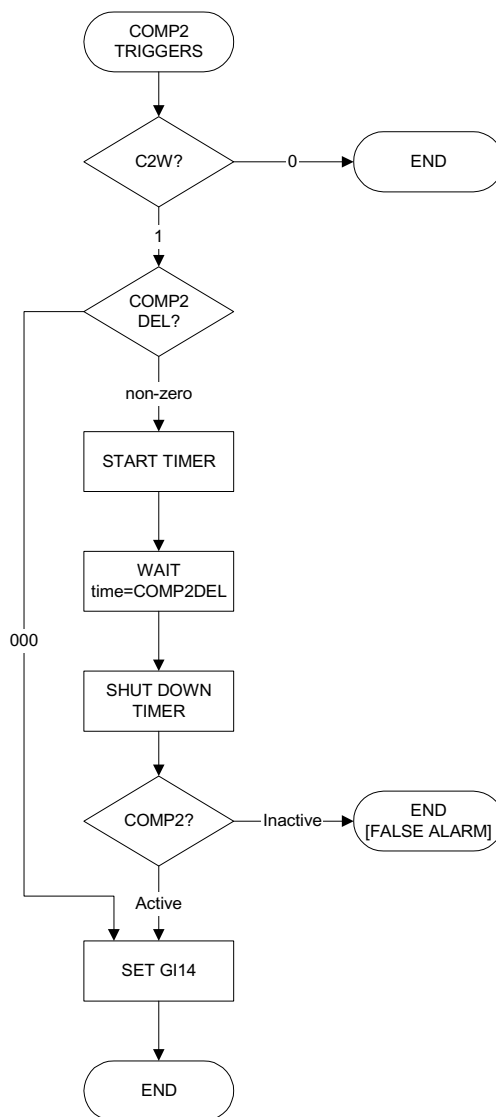 COMP2
TRIGGERS
C2W?
0
END
1
COMP2
DEL?
non-zero
START TIMER
WAIT
time=COMP2DEL
000
SHUT DOWN
TIMER
COMP2?
Inactive
END
[FALSE ALARM]
Active
SET GI14
END